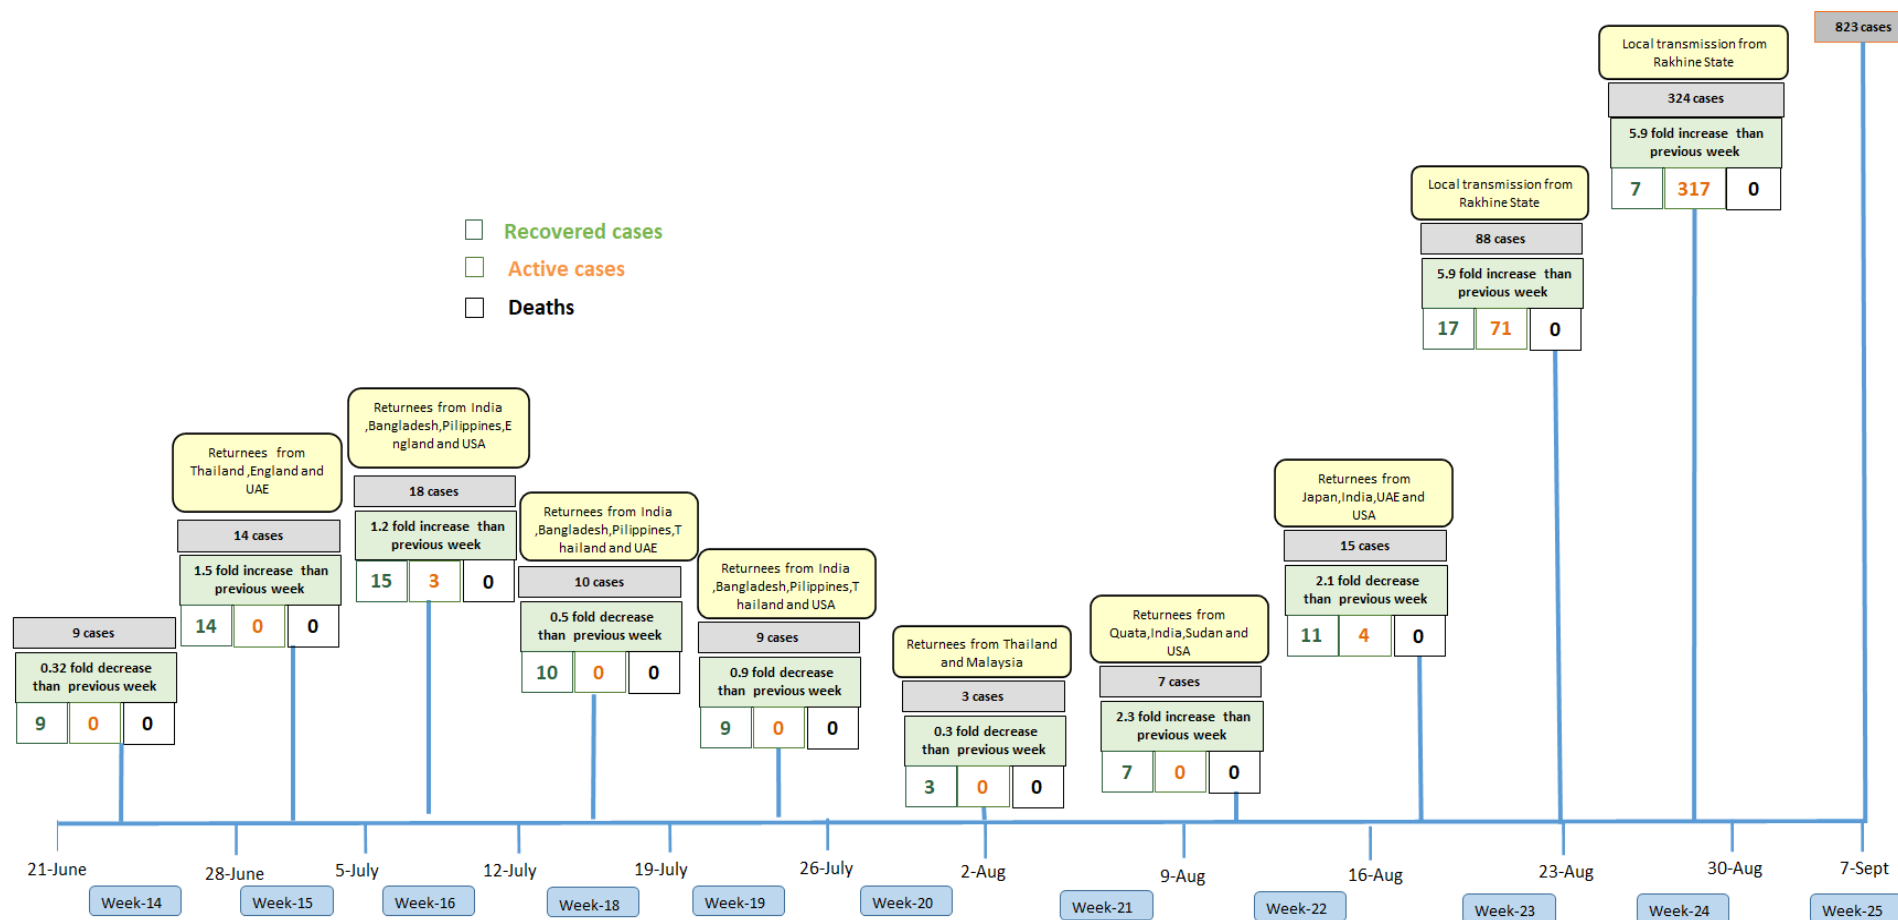 823 cases
Local transmission from
Rakhine State
324 cases
5.9 fold increase than
previous week
7 317 0
Local transmission from
Rakhine State
88 cases
5.9 fold increase than
previous week
17 71 0
Recovered cases
Active cases
Deaths
Returnees from India
,Bangladesh,Pilippines,E
ngland and USA
18 cases
1.2 fold increase than
previous week
15 3 0
Returnees from
Thailand ,England and
UAE
14 cases
1.5 fold increase than
previous week
14 0 0
9 cases
0.32 fold decrease
than previous week
9 0 0
Returnees from India
,Bangladesh,Pilippines,T
hailand and UAE
10 cases
0.5 fold decrease
than previous week
10 0 0
Returnees from India
,Bangladesh,Pilippines,T
hailand and USA
9 cases
0.9 fold decrease
than previous week
9 0 0
Returnees from Thailand
and Malaysia
3 cases
0.3 fold decrease
than previous week
3 0 0
Returnees from
Quata,India,Sudan and
USA
7 cases
2.3 fold increase than
previous week
7 0 0
Returnees from
Japan,India,UAE and
USA
15 cases
2.1 fold decrease
than previous week
11 4 0
21-June 28-June 5-July 12-July 19-July 26-July 2-Aug 9-Aug 16-Aug 23-Aug 30-Aug 7-Sept
Week-14 Week-15 Week-16 Week-18 Week-19 Week-20 Week-21 Week-22 Week-23 Week-24 Week-25